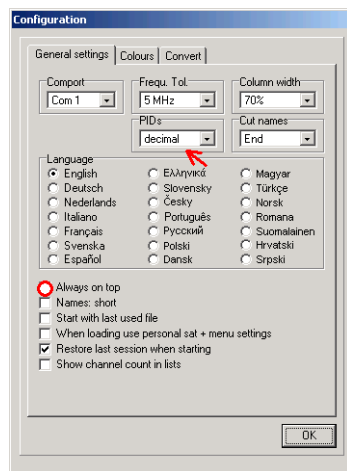 Configuration
General settings Colours Convert
Comport Frequ. Tol. Column width
Com 1 5 MHz 70%
PIDs Cut names
decimal End
Language
English Ελληνικά Magyar
Deutsch Slovensky Türkçe
Nederlands Česky Norsk
Italiano Português Romana
Français Русский Suomalainen
Svenska Polski Hrvatski
Español Dansk Srpski
Always on top
Names: short
Start with last used file
When loading use personal sat + menu settings
Restore last session when starting
Show channel count in lists
OK